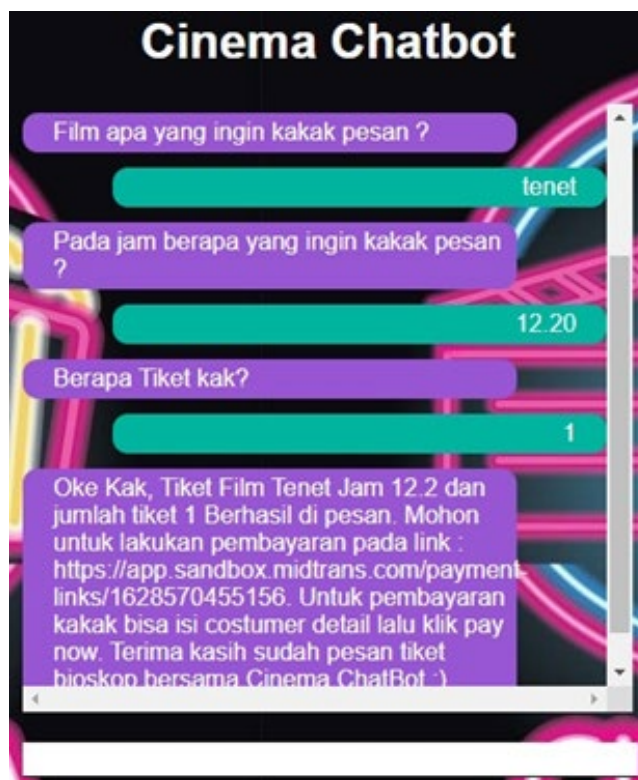 Cinema Chatbot
Film apa yang ingin kakak pesan ?
tenet
Pada jam berapa yang ingin kakak pesan
?
12.20
Berapa Tiket kak?
1
Oke Kak, Tiket Film Tenet Jam 12.2 dan
jumlah tiket 1 Berhasil di pesan. Mohon
untuk lakukan pembayaran pada link :
https://app.sandbox.midtrans.com/payment-
links/1628570455156. Untuk pembayaran
kakak bisa isi costumer detail lalu klik pay
now. Terima kasih sudah pesan tiket
bioskop bersama Cinema ChatBot :)